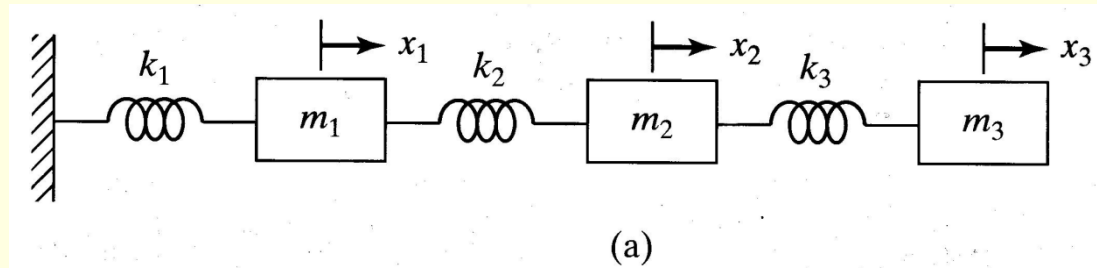 x₁ x₂ x₃
k₁ k₂ k₃
m₁ m₂ m₃
(a)